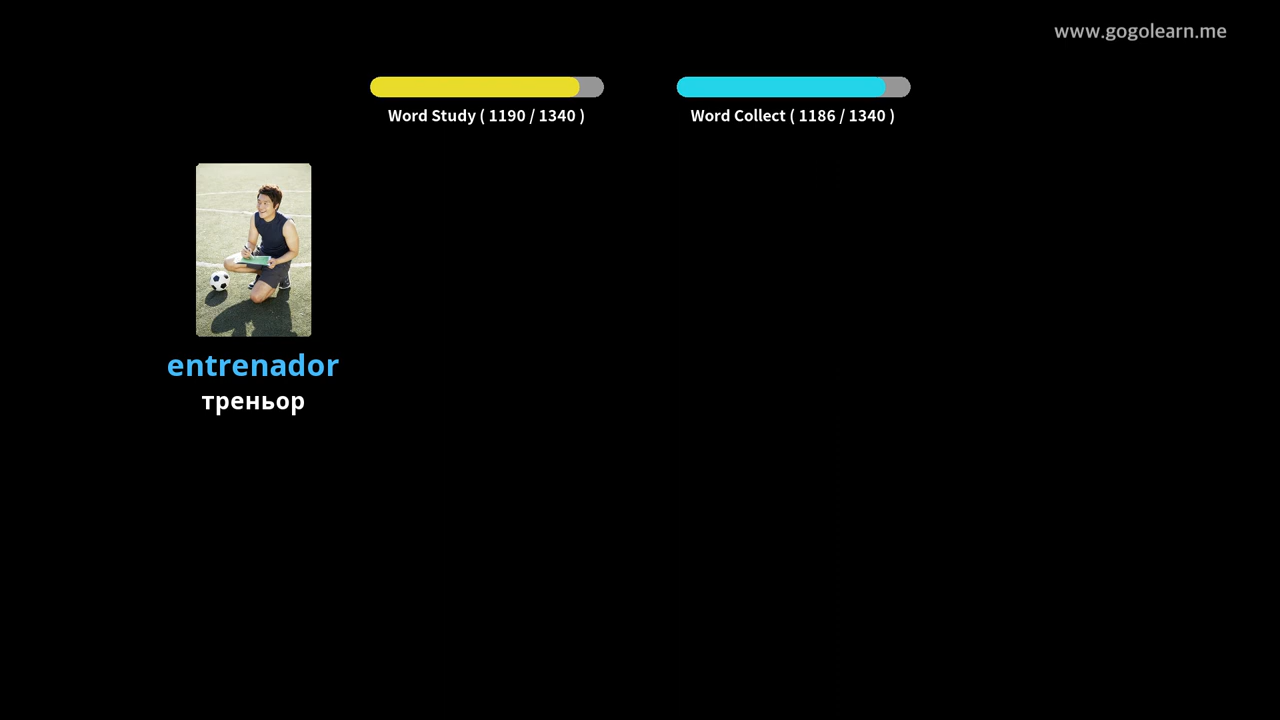 www.gogolearn.me
Word Study ( 1190 / 1340 )
Word Collect ( 1186 / 1340 )
entrenador
треньор